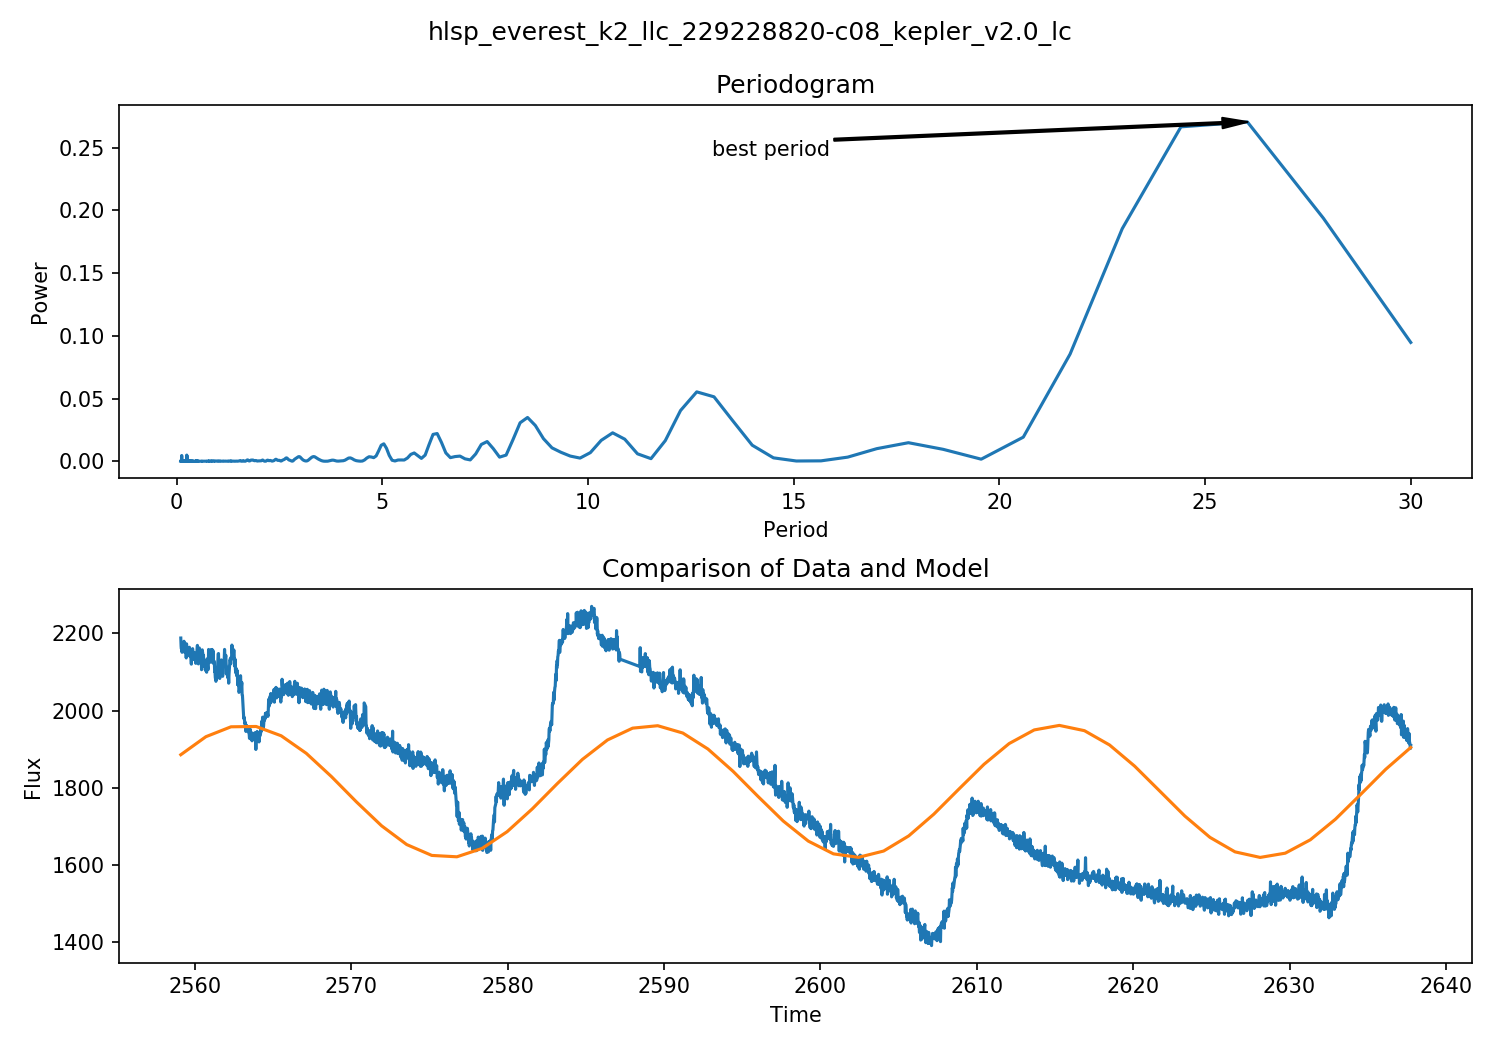 hlsp_everest_k2_llc_229228820-c08_kepler_v2.0_lc
Periodogram
best period
0.25
0.20
0.15
0.10
0.05
0.00
Power
0 5 10 15 20 25 30
Period
Comparison of Data and Model
2200
2000
1800
1600
1400
Flux
2560 2570 2580 2590 2600 2610 2620 2630 2640
Time